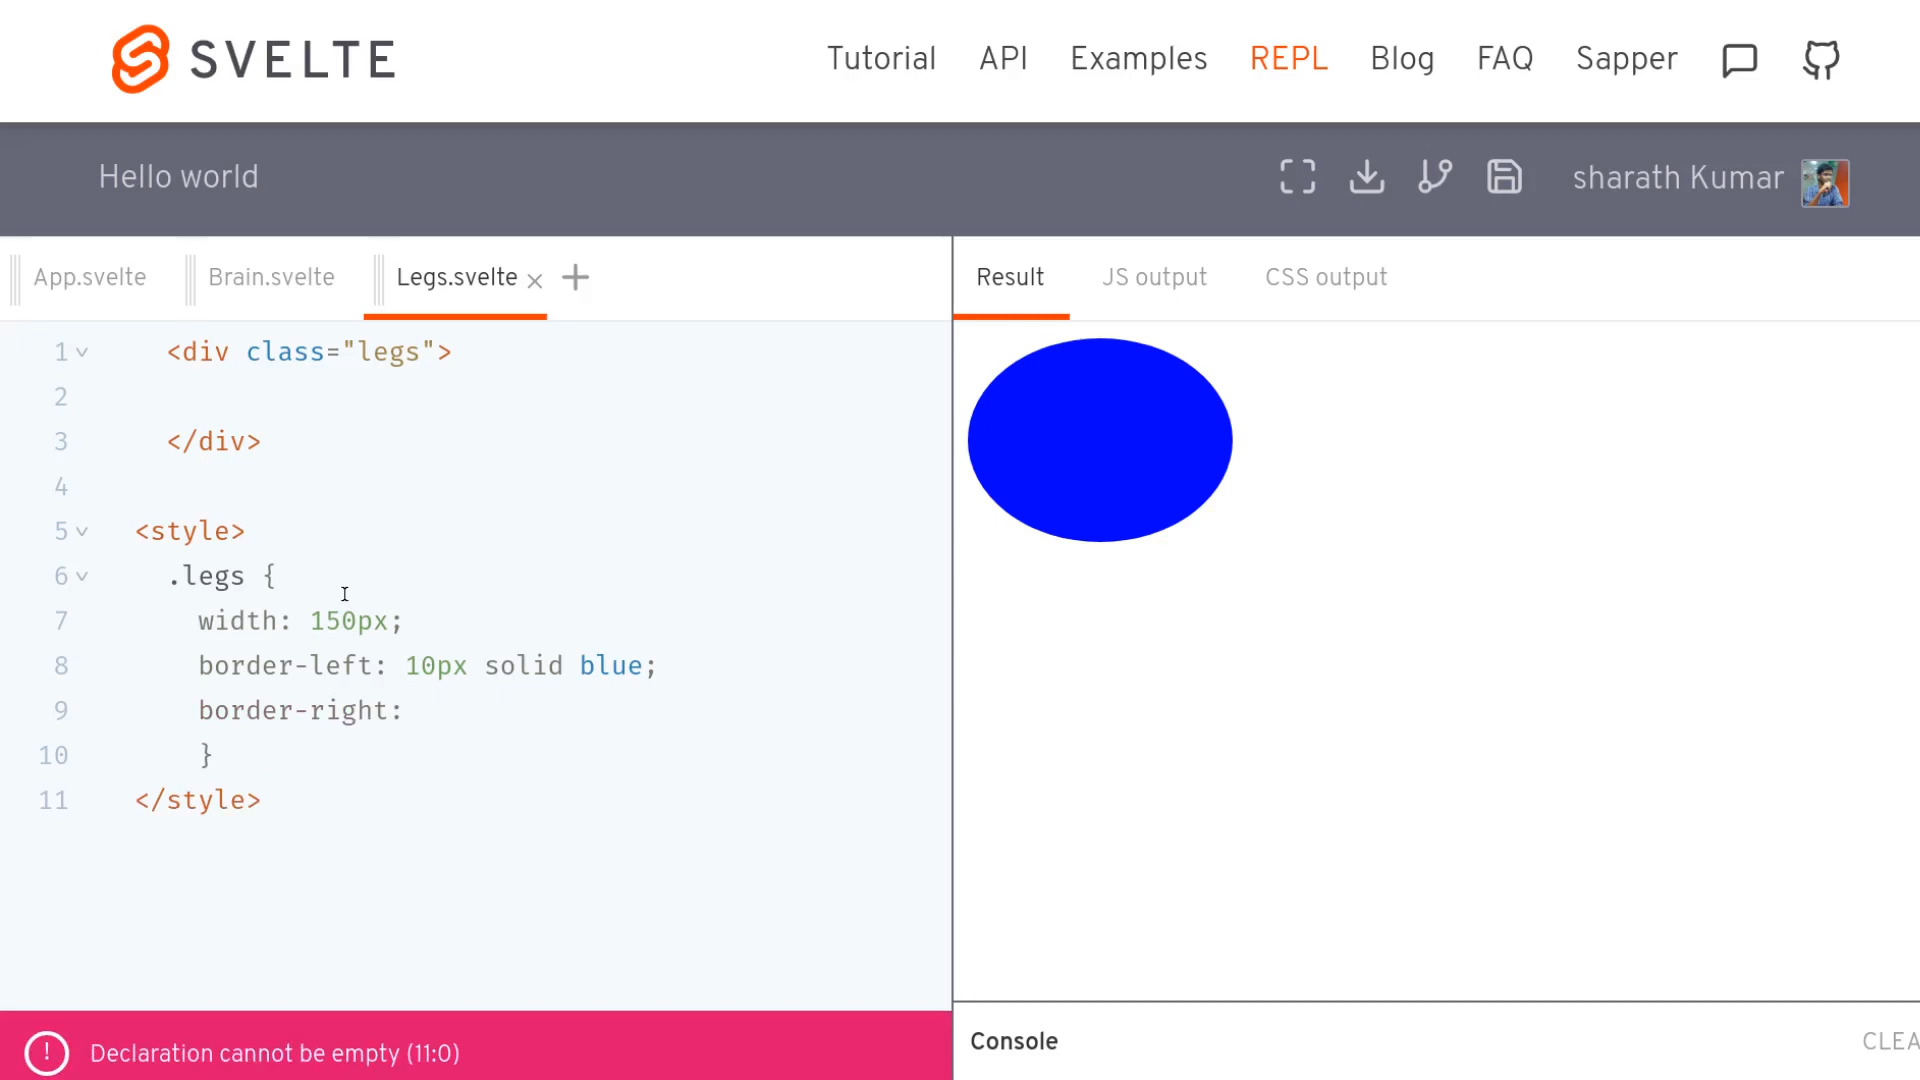 SVELTE
Tutorial API Examples REPL Blog FAQ Sapper
Hello world
sharath Kumar
App.svelte Brain.svelte Legs.svelte
Result JS output CSS output
1 <div class="legs">
2
3 </div>
4
5 <style>
6 .legs {
7 width: 150px;
8 border-left: 10px solid blue;
9 border-right:
10 }
11 </style>
! Declaration cannot be empty (11:0)
Console
CLEA